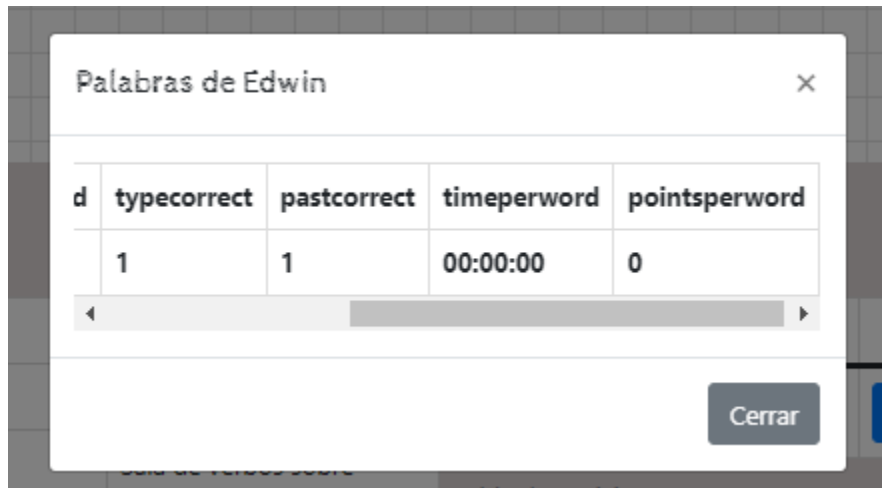 Palabras de Edwin ×
d typecorrect pastcorrect timeperword pointsperword
1 1 00:00:00 0
Cerrar